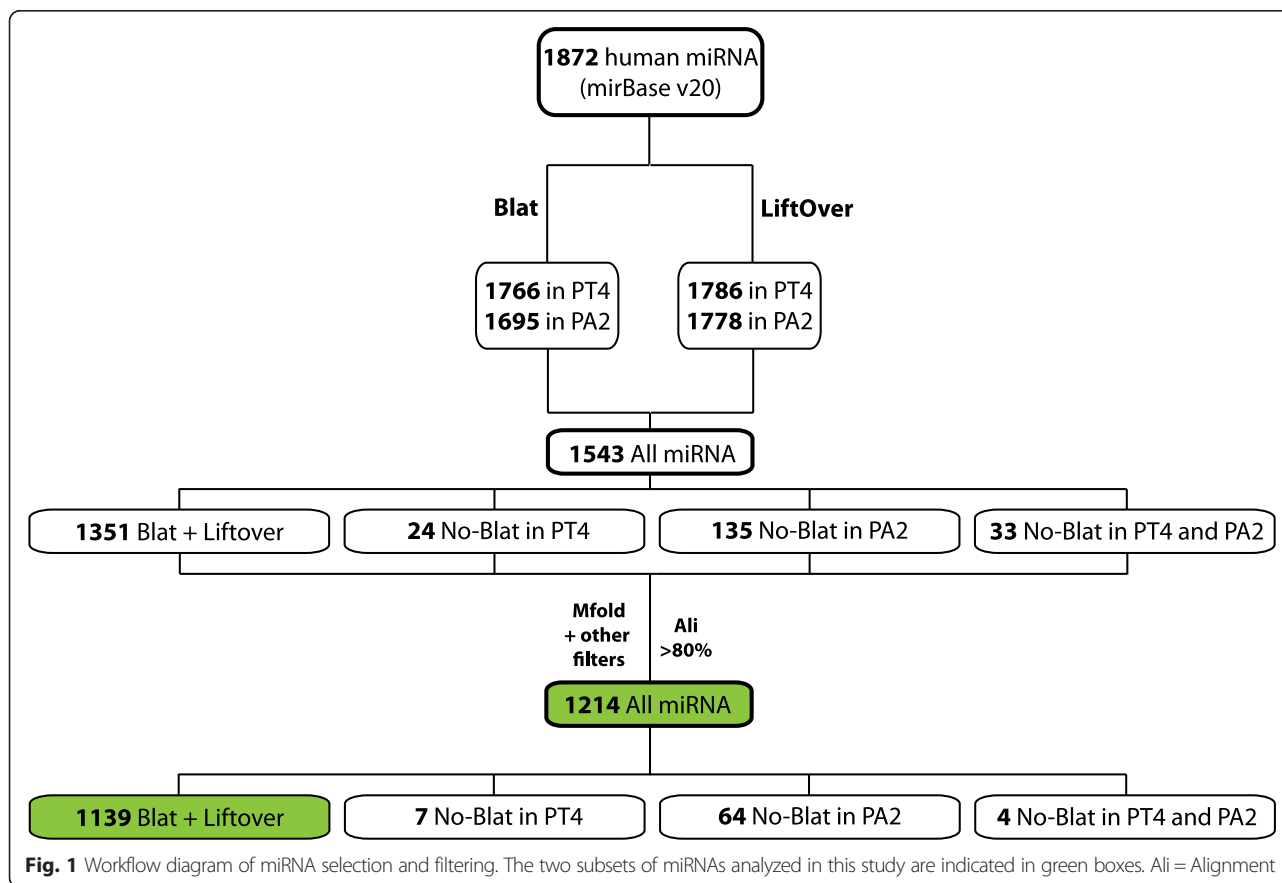 1872 human miRNA
(mirBase v20)
Blat
LiftOver
1766 in PT4
1695 in PA2
1786 in PT4
1778 in PA2
1543 All miRNA
1351 Blat + Liftover
24 No-Blat in PT4
135 No-Blat in PA2
33 No-Blat in PT4 and PA2
Mfold
+ other
filters
Ali
>80%
1214 All miRNA
1139 Blat + Liftover
7 No-Blat in PT4
64 No-Blat in PA2
4 No-Blat in PT4 and PA2
Fig. 1 Workflow diagram of miRNA selection and filtering. The two subsets of miRNAs analyzed in this study are indicated in green boxes. Ali = Alignment